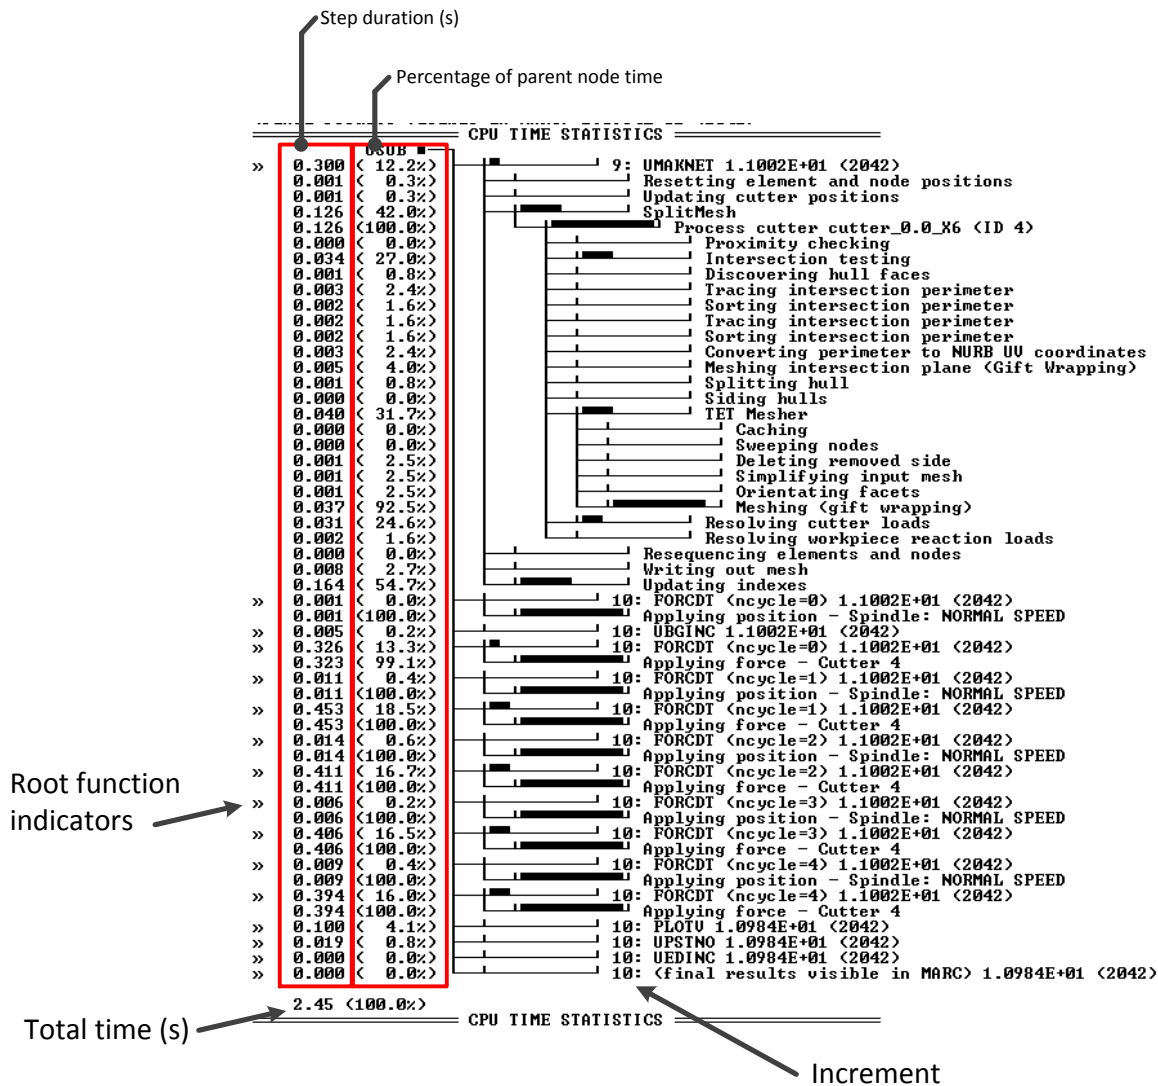 Step duration (s)
Percentage of parent node time
CPU TIME STATISTICS
USUB
» 0.300 ( 12.2%) 9: UMAKNET 1.1002E+01 (2042)
0.001 ( 0.3%) Resetting element and node positions
0.001 ( 0.3%) Updating cutter positions
0.126 ( 42.0%) SplitMesh
0.126 (100.0%) Process cutter cutter_0.0_X6 (ID 4)
0.000 ( 0.0%) Proximity checking
0.034 ( 27.0%) Intersection testing
0.001 ( 0.8%) Discovering hull faces
0.003 ( 2.4%) Tracing intersection perimeter
0.002 ( 1.6%) Sorting intersection perimeter
0.002 ( 1.6%) Tracing intersection perimeter
0.002 ( 1.6%) Sorting intersection perimeter
0.003 ( 2.4%) Converting perimeter to NURB UV coordinates
0.005 ( 4.0%) Meshing intersection plane (Gift Wrapping)
0.001 ( 0.8%) Splitting hull
0.000 ( 0.0%) Siding hulls
0.040 ( 31.7%) TET Mesher
0.000 ( 0.0%) Caching
0.000 ( 0.0%) Sweeping nodes
0.001 ( 2.5%) Deleting removed side
0.001 ( 2.5%) Simplifying input mesh
0.001 ( 2.5%) Orientating facets
0.037 ( 92.5%) Meshing (gift wrapping)
0.031 ( 24.6%) Resolving cutter loads
0.002 ( 1.6%) Resolving workpiece reaction loads
0.000 ( 0.0%) Resequencing elements and nodes
0.008 ( 2.7%) Writing out mesh
0.164 ( 54.7%) Updating indexes
» 0.001 ( 0.0%) 10: FORCDT (ncycle=0) 1.1002E+01 (2042)
0.001 (100.0%) Applying position - Spindle: NORMAL SPEED
» 0.005 ( 0.2%) 10: UBGINC 1.1002E+01 (2042)
» 0.326 ( 13.3%) 10: FORCDT (ncycle=0) 1.1002E+01 (2042)
0.323 ( 99.1%) Applying force - Cutter 4
» 0.011 ( 0.4%) 10: FORCDT (ncycle=1) 1.1002E+01 (2042)
0.011 (100.0%) Applying position - Spindle: NORMAL SPEED
» 0.453 ( 18.5%) 10: FORCDT (ncycle=1) 1.1002E+01 (2042)
0.453 (100.0%) Applying force - Cutter 4
» 0.014 ( 0.6%) 10: FORCDT (ncycle=2) 1.1002E+01 (2042)
0.014 (100.0%) Applying position - Spindle: NORMAL SPEED
» 0.411 ( 16.7%) 10: FORCDT (ncycle=2) 1.1002E+01 (2042)
0.411 (100.0%) Applying force - Cutter 4
» 0.006 ( 0.2%) 10: FORCDT (ncycle=3) 1.1002E+01 (2042)
0.006 (100.0%) Applying position - Spindle: NORMAL SPEED
» 0.406 ( 16.5%) 10: FORCDT (ncycle=3) 1.1002E+01 (2042)
0.406 (100.0%) Applying force - Cutter 4
» 0.009 ( 0.4%) 10: FORCDT (ncycle=4) 1.1002E+01 (2042)
0.009 (100.0%) Applying position - Spindle: NORMAL SPEED
» 0.394 ( 16.0%) 10: FORCDT (ncycle=4) 1.1002E+01 (2042)
0.394 (100.0%) Applying force - Cutter 4
» 0.100 ( 4.1%) 10: PLOTV 1.0984E+01 (2042)
» 0.019 ( 0.8%) 10: UPSTNO 1.0984E+01 (2042)
» 0.000 ( 0.0%) 10: UEDINC 1.0984E+01 (2042)
» 0.000 ( 0.0%) 10: (final results visible in MARC) 1.0984E+01 (2042)
2.45 (100.0%)
CPU TIME STATISTICS
Root function
indicators
Total time (s)
Increment